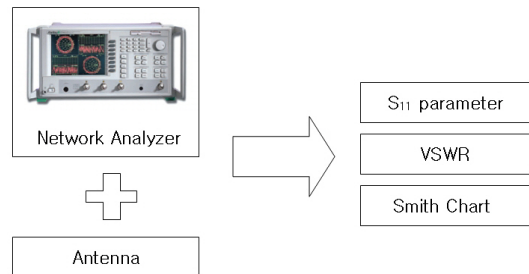 Network Analyzer
Antenna
S₁₁ parameter
VSWR
Smith Chart